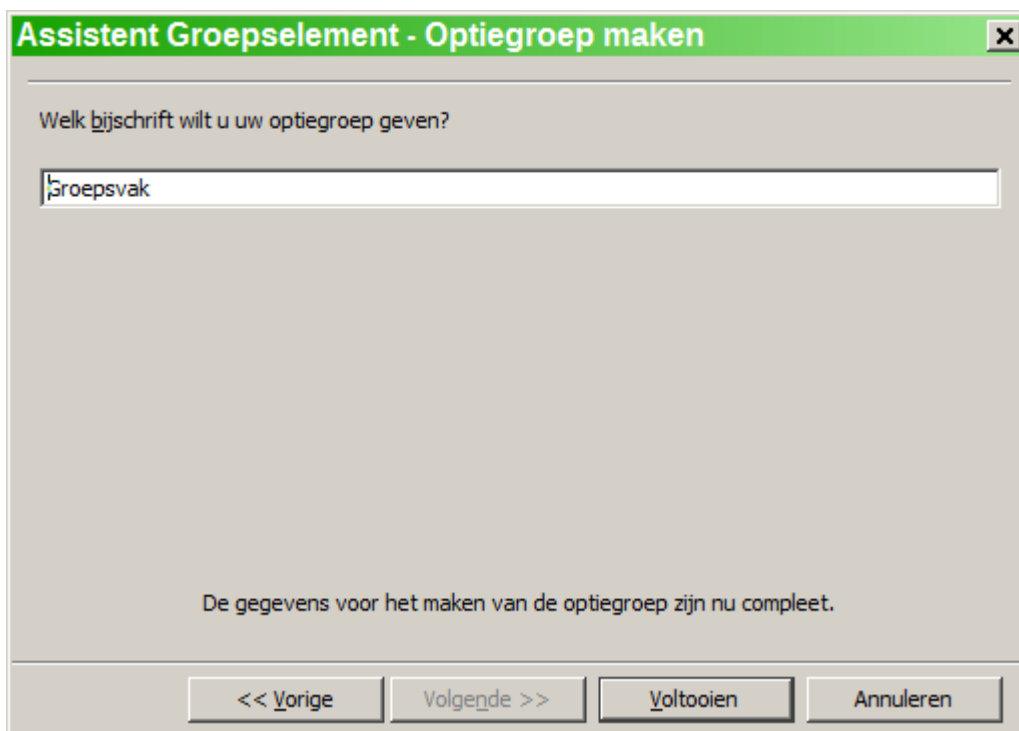 Assistent Groepselement - Optiegroep maken
Welk bijschrift wilt u uw optiegroep geven?
Groepsvak
De gegevens voor het maken van de optiegroep zijn nu compleet.
<< Vorige Volgende >> Voltooien Annuleren